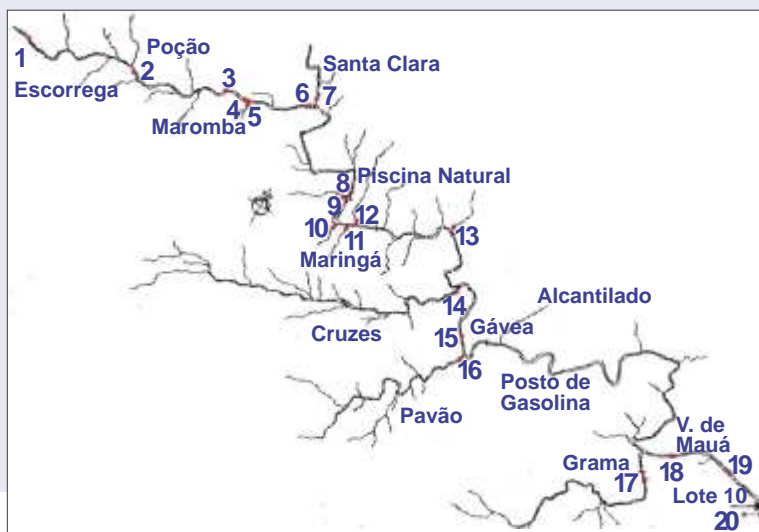 1
Poção
2
Escorrega
3
4
5
Maromba
Santa Clara
6
7
8
Piscina Natural
9
10
11
12
Maringá
13
14
Cruzes
Alcantilado
15
Gávea
16
Pavão
Posto de
Gasolina
V. de
Mauá
Grama
17
18
19
Lote 10
20